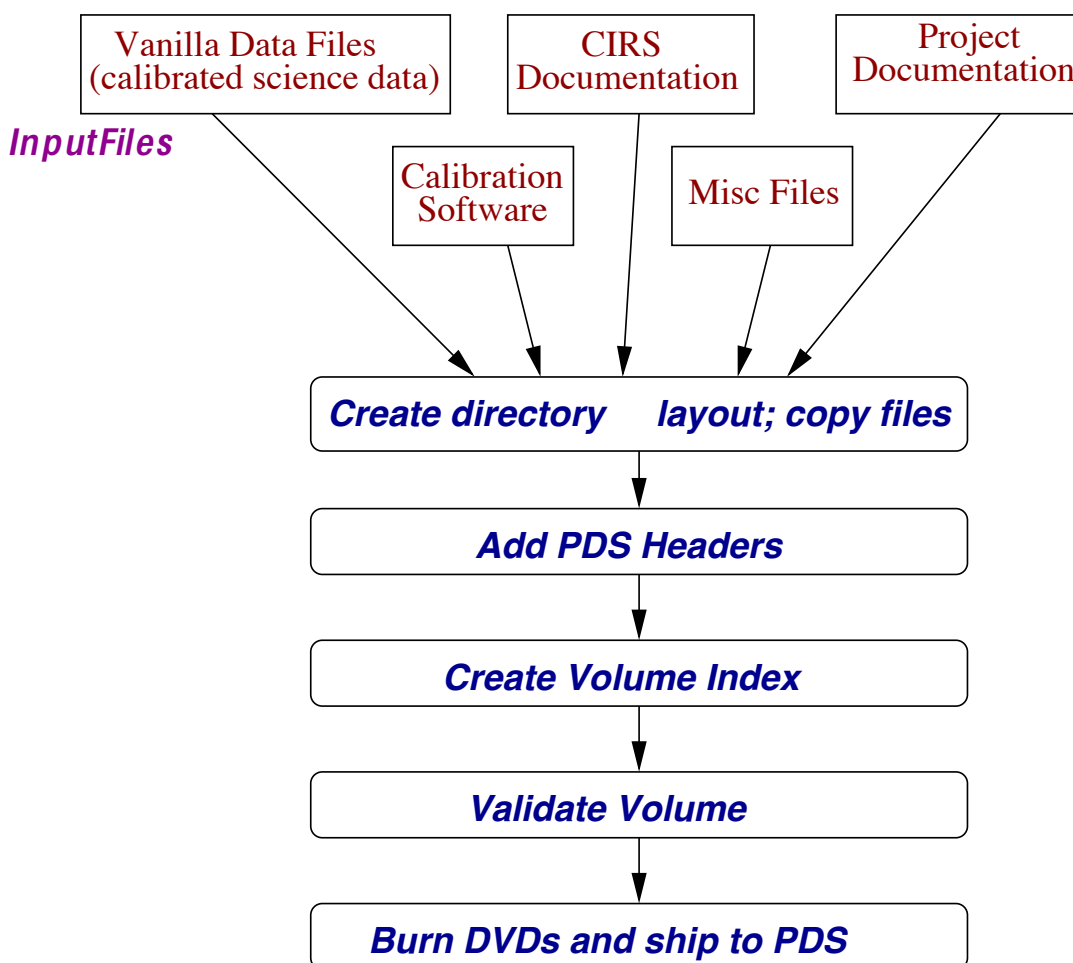 Vanilla Data Files
(calibrated science data)
CIRS
Documentation
Project
Documentation
InputFiles
Calibration
Software
Misc Files
Create directory layout; copy files
Add PDS Headers
Create Volume Index
Validate Volume
Burn DVDs and ship to PDS